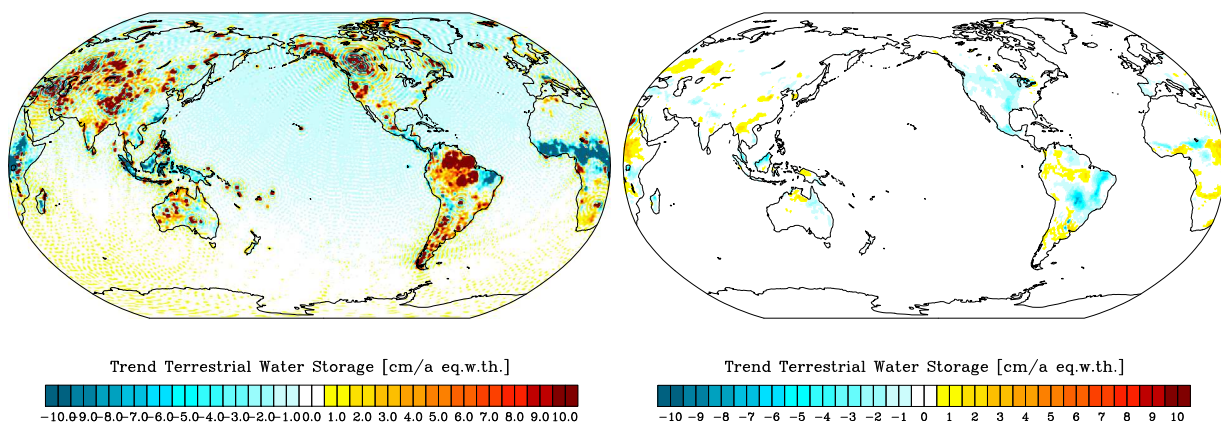 Trend Terrestrial Water Storage [cm/a eq.w.th.]
−10.0−9.0−8.0−7.0−6.0−5.0−4.0−3.0−2.0−1.0 0.0 1.0 2.0 3.0 4.0 5.0 6.0 7.0 8.0 9.0 10.0
Trend Terrestrial Water Storage [cm/a eq.w.th.]
−10 −9 −8 −7 −6 −5 −4 −3 −2 −1 0 1 2 3 4 5 6 7 8 9 10